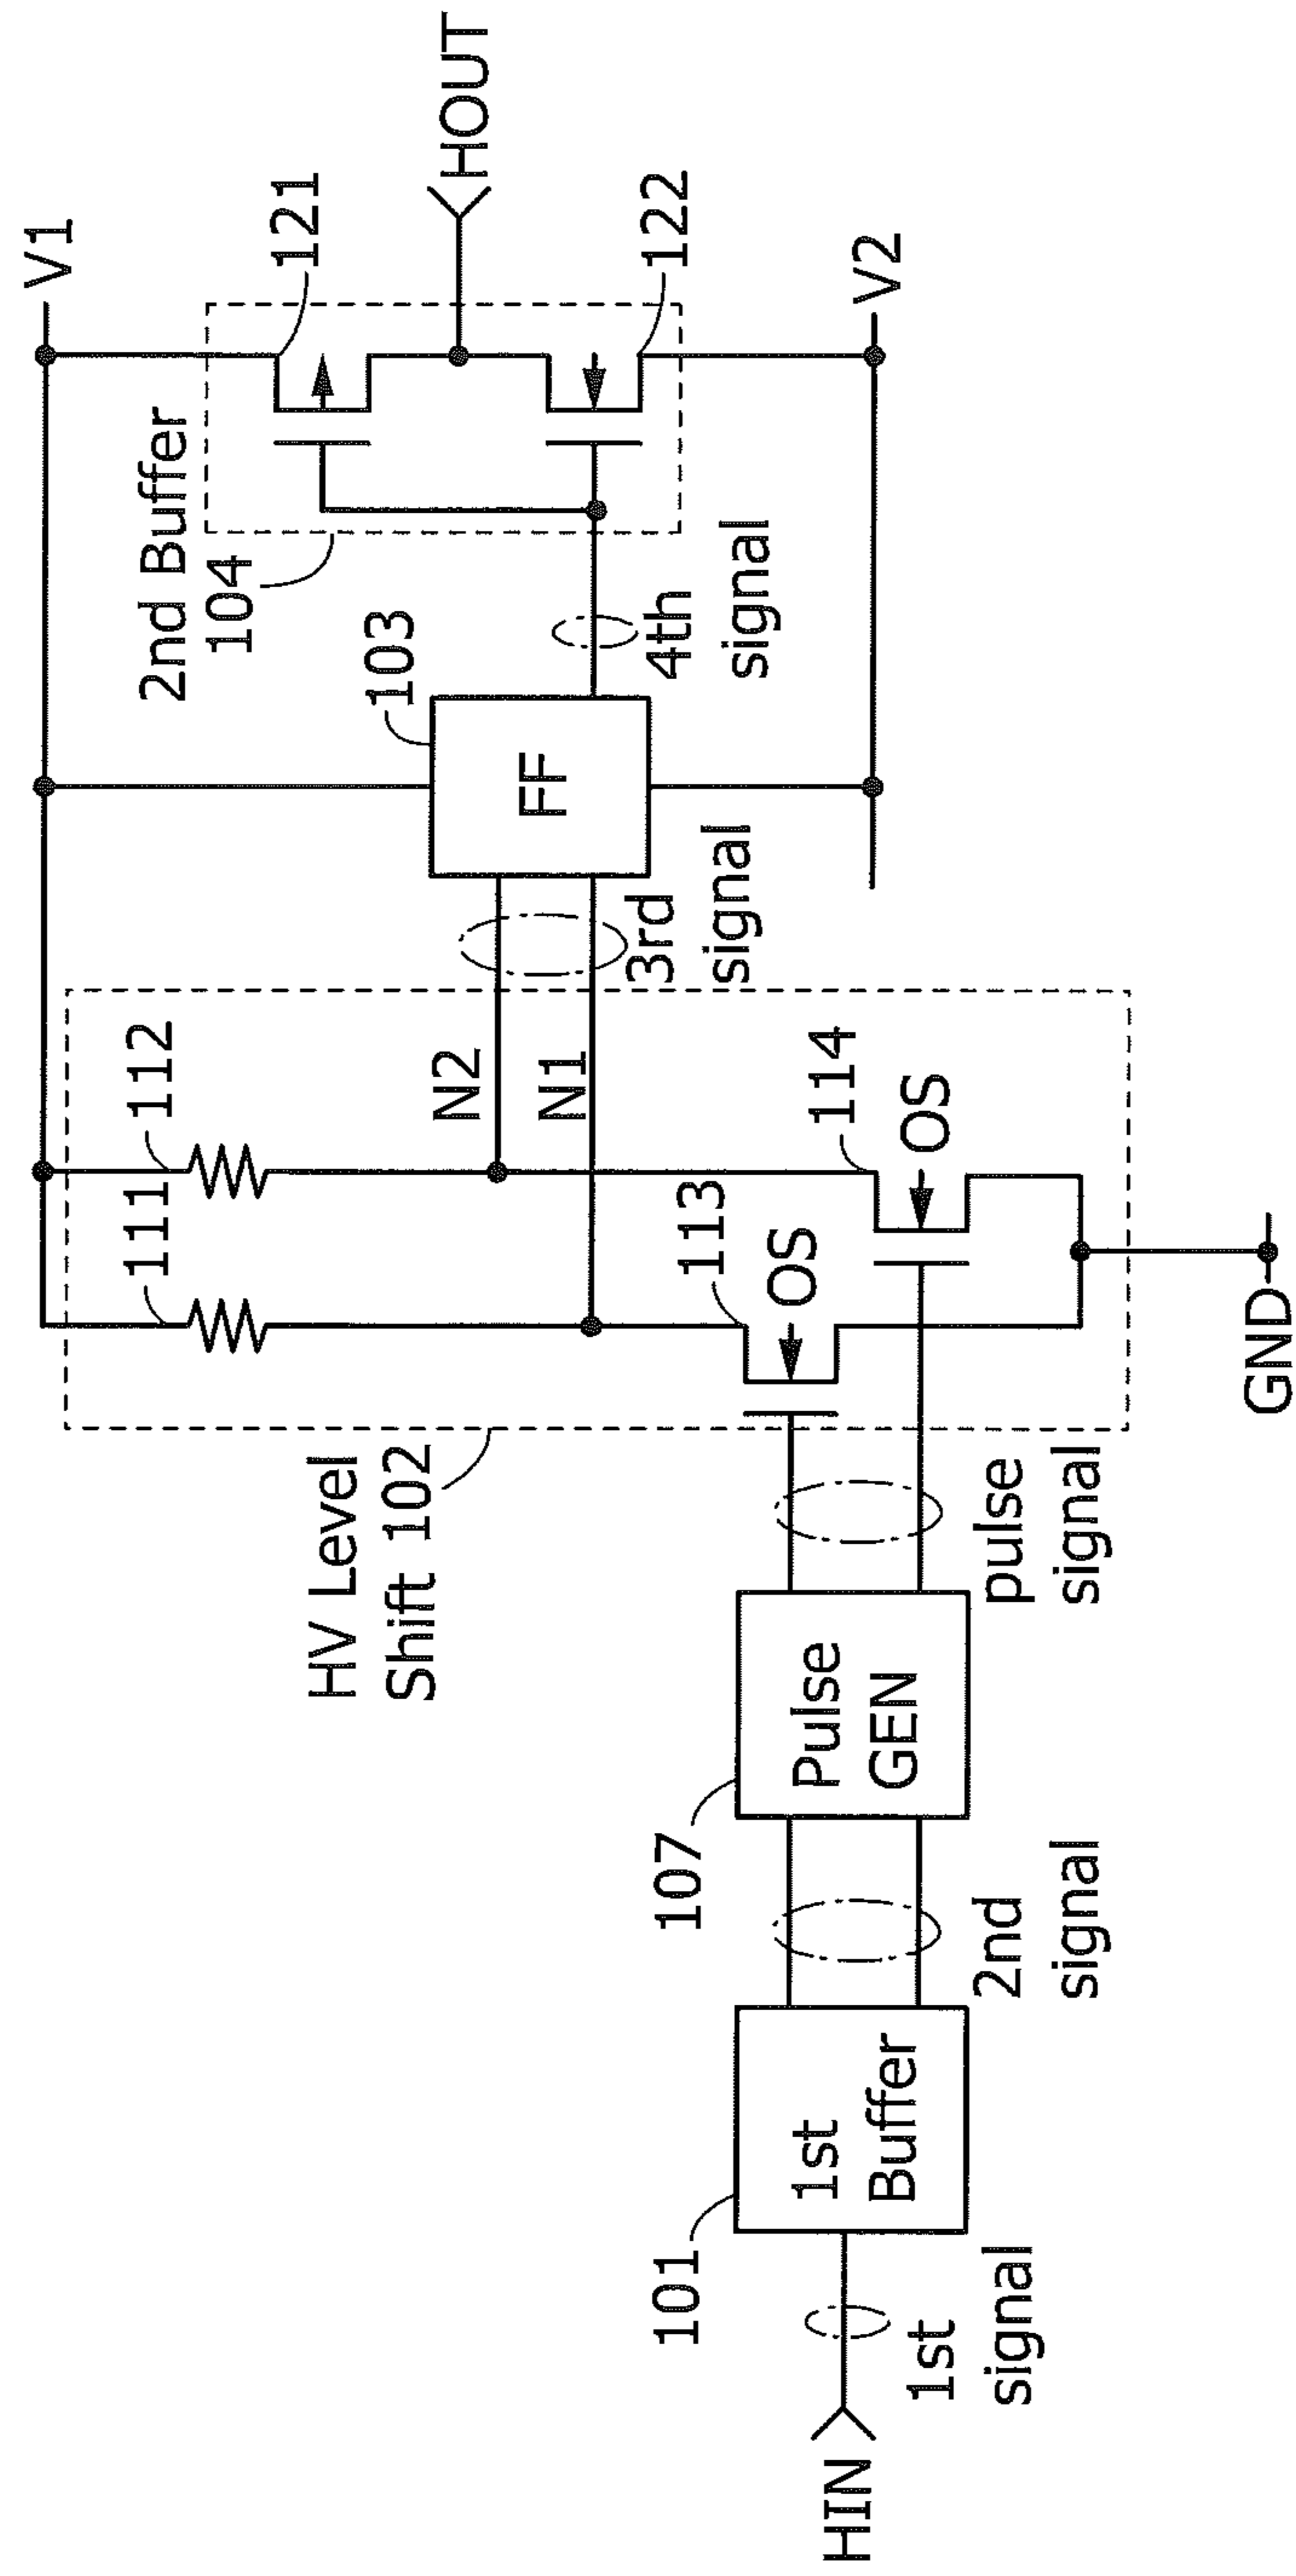 HIN
1st
signal
101
1st
Buffer
2nd
signal
107
Pulse
GEN
pulse
signal
HV Level
Shift 102
111
112
113
OS
114
OS
GND
N2
N1
3rd
signal
103
FF
4th
signal
2nd Buffer
104
121
122
V1
V2
HOUT